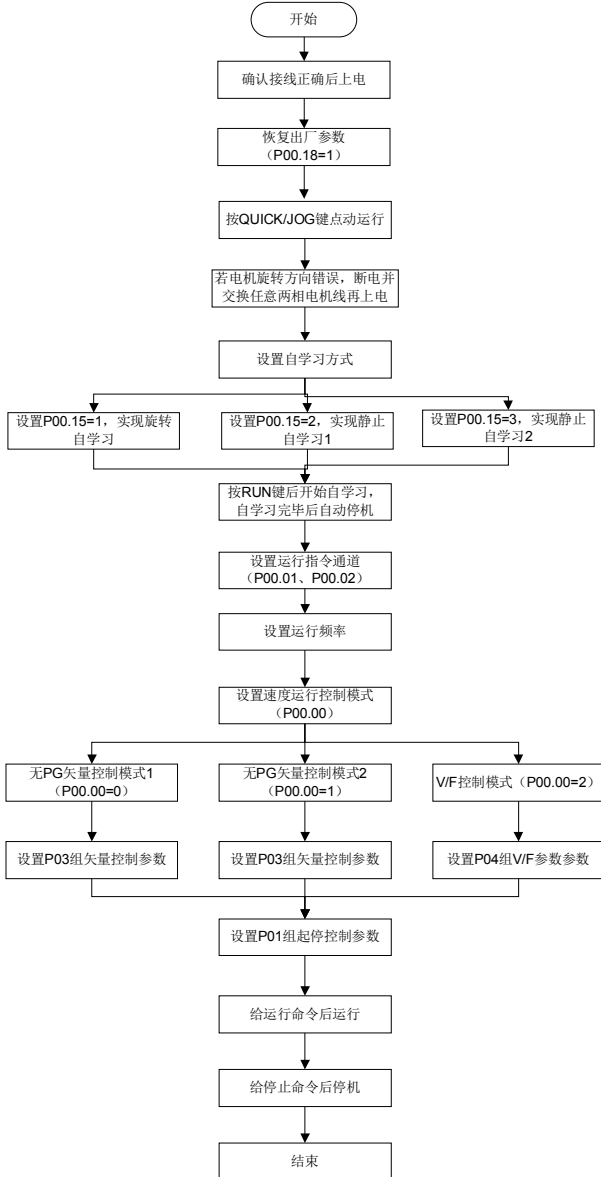 开始
确认接线正确后上电
恢复出厂参数
（P00.18=1）
按QUICK/JOG键点动运行
若电机旋转方向错误，断电并
交换任意两相电机线再上电
设置自学习方式
设置P00.15=1，实现旋转
自学习
设置P00.15=2，实现静止
自学习1
设置P00.15=3，实现静止
自学习2
按RUN键后开始自学习，
自学习完毕后自动停机
设置运行指令通道
（P00.01、P00.02）
设置运行频率
设置速度运行控制模式
（P00.00）
无PG矢量控制模式1
（P00.00=0）
无PG矢量控制模式2
（P00.00=1）
V/F控制模式（P00.00=2）
设置P03组矢量控制参数
设置P03组矢量控制参数
设置P04组V/F参数参数
设置P01组起停控制参数
给运行命令后运行
给停止命令后停机
结束